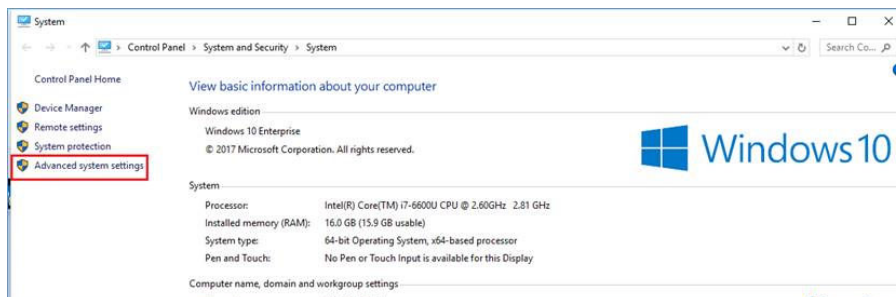 System
Control Panel > System and Security > System
Search Co...
Control Panel Home
Device Manager
Remote settings
System protection
Advanced system settings
View basic information about your computer
Windows edition
Windows 10 Enterprise
© 2017 Microsoft Corporation. All rights reserved.
Windows 10
System
Processor: Intel(R) Core(TM) i7-6600U CPU @ 2.60GHz 2.81 GHz
Installed memory (RAM): 16.0 GB (15.9 GB usable)
System type: 64-bit Operating System, x64-based processor
Pen and Touch: No Pen or Touch Input is available for this Display
Computer name, domain and workgroup settings